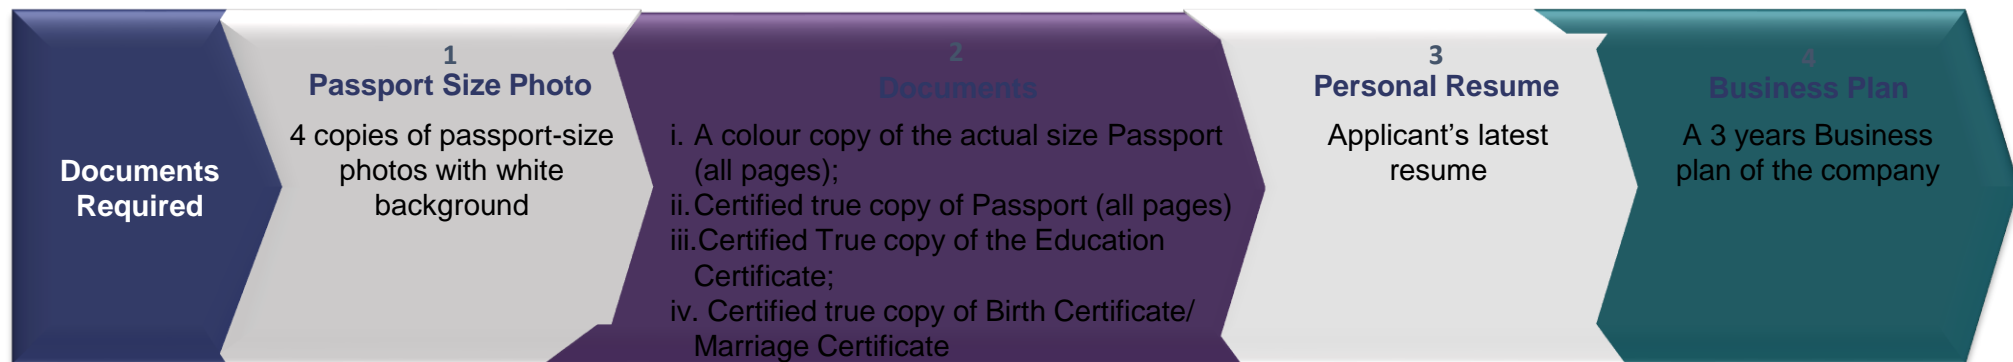 Documents
Required
1
Passport Size Photo
4 copies of passport-size
photos with white
background
2
Documents
i. A colour copy of the actual size Passport
(all pages);
ii.Certified true copy of Passport (all pages)
iii.Certified True copy of the Education
Certificate;
iv. Certified true copy of Birth Certificate/
Marriage Certificate
3
Personal Resume
Applicant's latest
resume
4
Business Plan
A 3 years Business
plan of the company